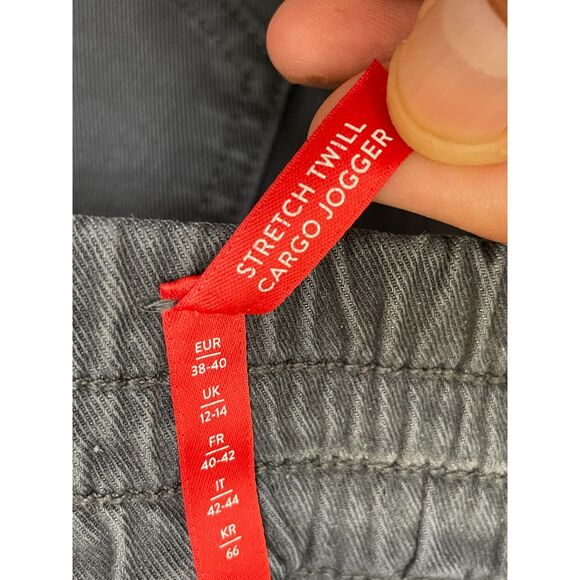 STRETCH TWILL
CARGO JOGGER
EUR
38-40
UK
12-14
FR
40-42
IT
42-44
KR
66